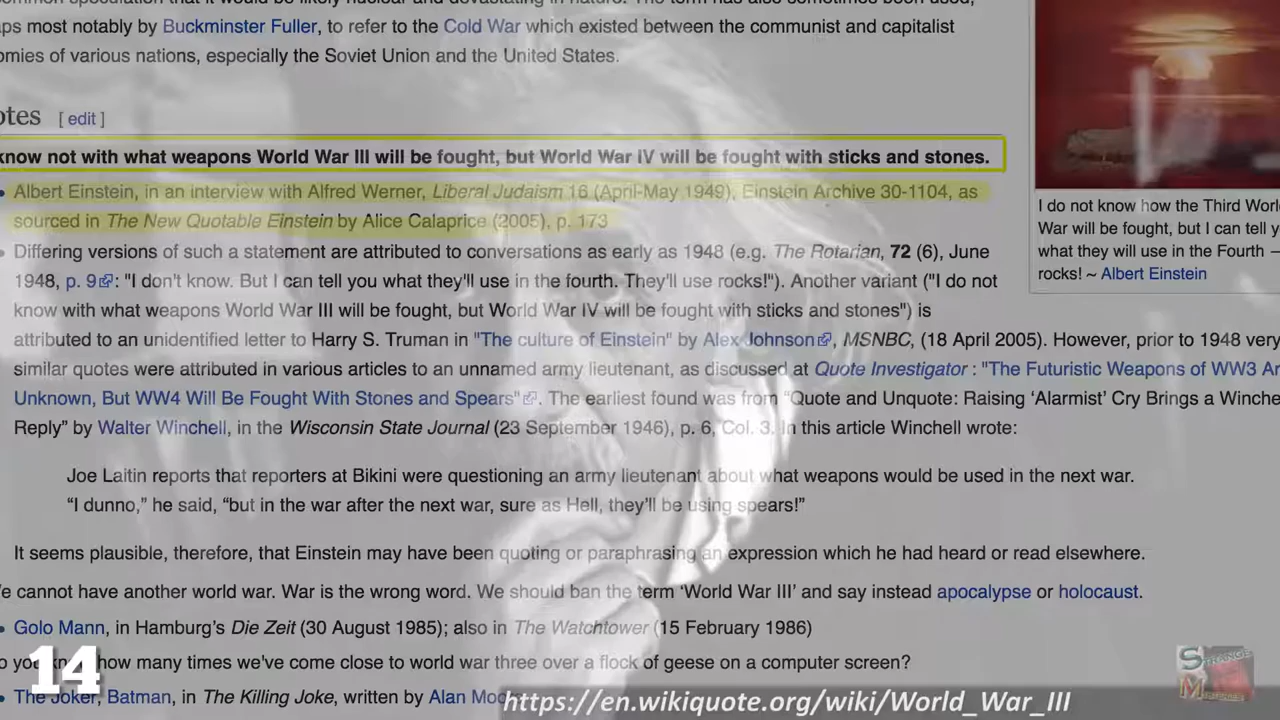 common speculation that it would be likely nuclear and devastating in nature. The term has also sometimes been used,
aps most notably by Buckminster Fuller, to refer to the Cold War which existed between the communist and capitalist
omies of various nations, especially the Soviet Union and the United States.
otes [ edit ]
know not with what weapons World War III will be fought, but World War IV will be fought with sticks and stones.
Albert Einstein, in an interview with Alfred Werner, Liberal Judaism 16 (April-May 1949), Einstein Archive 30-1104, as
sourced in The New Quotable Einstein by Alice Calaprice (2005), p. 173
Differing versions of such a statement are attributed to conversations as early as 1948 (e.g. The Rotarian, 72 (6), June
1948, p. 9: "I don't know. But I can tell you what they'll use in the fourth. They'll use rocks!"). Another variant ("I do not
know with what weapons World War III will be fought, but World War IV will be fought with sticks and stones") is
attributed to an unidentified letter to Harry S. Truman in "The culture of Einstein" by Alex Johnson, MSNBC, (18 April 2005). However, prior to 1948 very
similar quotes were attributed in various articles to an unnamed army lieutenant, as discussed at Quote Investigator : "The Futuristic Weapons of WW3 Ar
Unknown, But WW4 Will Be Fought With Stones and Spears". The earliest found was from “Quote and Unquote: Raising ‘Alarmist’ Cry Brings a Winche
Reply” by Walter Winchell, in the Wisconsin State Journal (23 September 1946), p. 6, Col. 3. In this article Winchell wrote:
Joe Laitin reports that reporters at Bikini were questioning an army lieutenant about what weapons would be used in the next war.
“I dunno,” he said, “but in the war after the next war, sure as Hell, they’ll be using spears!”
It seems plausible, therefore, that Einstein may have been quoting or paraphrasing an expression which he had heard or read elsewhere.
e cannot have another world war. War is the wrong word. We should ban the term ‘World War III’ and say instead apocalypse or holocaust.
Golo Mann, in Hamburg's Die Zeit (30 August 1985); also in The Watchtower (15 February 1986)
o you know how many times we've come close to world war three over a flock of geese on a computer screen?
The Joker, Batman, in The Killing Joke, written by Alan Moo
I do not know how the Third World
War will be fought, but I can tell y
what they will use in the Fourth —
rocks! ~ Albert Einstein
14
https://en.wikiquote.org/wiki/World_War_III
STRANGE
MYSTERIES